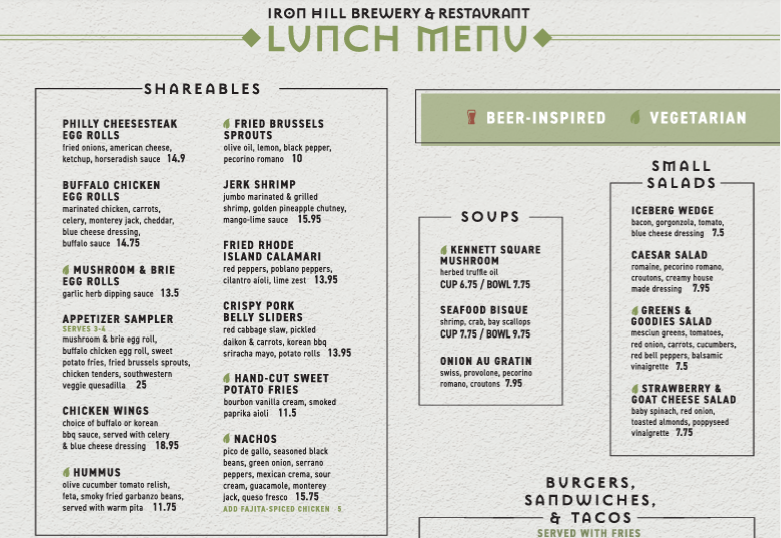 IRON HILL BREWERY & RESTAURANT
LUNCH MENU
SHAREABLES
PHILLY CHEESESTEAK
EGG ROLLS
fried onions, american cheese,
ketchup, horseradish sauce 14.9
BUFFALO CHICKEN
EGG ROLLS
marinated chicken, carrots,
celery, monterey jack, cheddar,
blue cheese dressing,
buffalo sauce 14.75
MUSHROOM & BRIE
EGG ROLLS
garlic herb dipping sauce 13.5
APPETIZER SAMPLER
SERVES 3-4
mushroom & brie egg roll,
buffalo chicken egg roll, sweet
potato fries, fried brussels sprouts,
chicken tenders, southwestern
veggie quesadilla 25
CHICKEN WINGS
choice of buffalo or korean
bbq sauce, served with celery
& blue cheese dressing 18.95
HUMMUS
olive cucumber tomato relish,
feta, smoky fried garbanzo beans,
served with warm pita 11.75
FRIED BRUSSELS
SPROUTS
olive oil, lemon, black pepper,
pecorino romano 10
JERK SHRIMP
jumbo marinated & grilled
shrimp, golden pineapple chutney,
mango-lime sauce 15.95
FRIED RHODE
ISLAND CALAMARI
red peppers, poblano peppers,
cilantro aioli, lime zest 13.95
CRISPY PORK
BELLY SLIDERS
red cabbage slaw, pickled
daikon & carrots, korean bbq
sriracha mayo, potato rolls 13.95
HAND-CUT SWEET
POTATO FRIES
bourbon vanilla cream, smoked
paprika aioli 11.5
NACHOS
pico de gallo, seasoned black
beans, green onion, serrano
peppers, mexican crema, sour
cream, guacamole, monterey
jack, queso fresco 15.75
ADD FAJITA-SPICED CHICKEN 5
BEER-INSPIRED VEGETARIAN
SOUPS
KENNETT SQUARE
MUSHROOM
herbed truffle oil
CUP 6.75 / BOWL 7.75
SEAFOOD BISQUE
shrimp, crab, bay scallops
CUP 7.75 / BOWL 9.75
ONION AU GRATIN
swiss, provolone, pecorino
romano, croutons 7.95
SMALL
SALADS
ICEBERG WEDGE
bacon, gorgonzola, tomato,
blue cheese dressing 7.5
CAESAR SALAD
romaine, pecorino romano,
croutons, creamy house
made dressing 7.95
GREENS &
GOODIES SALAD
mesclun greens, tomatoes,
red onion, carrots, cucumbers,
red bell peppers, balsamic
vinaigrette 7.5
STRAWBERRY &
GOAT CHEESE SALAD
baby spinach, red onion,
toasted almonds, poppyseed
vinaigrette 7.75
BURGERS,
SANDWICHES,
& TACOS
SERVED WITH FRIES